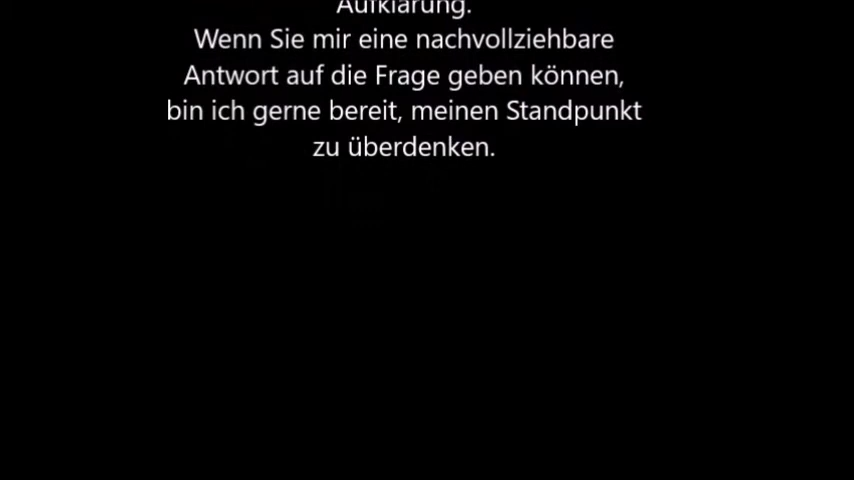 Aufklärung.
Wenn Sie mir eine nachvollziehbare
Antwort auf die Frage geben können,
bin ich gerne bereit, meinen Standpunkt
zu überdenken.